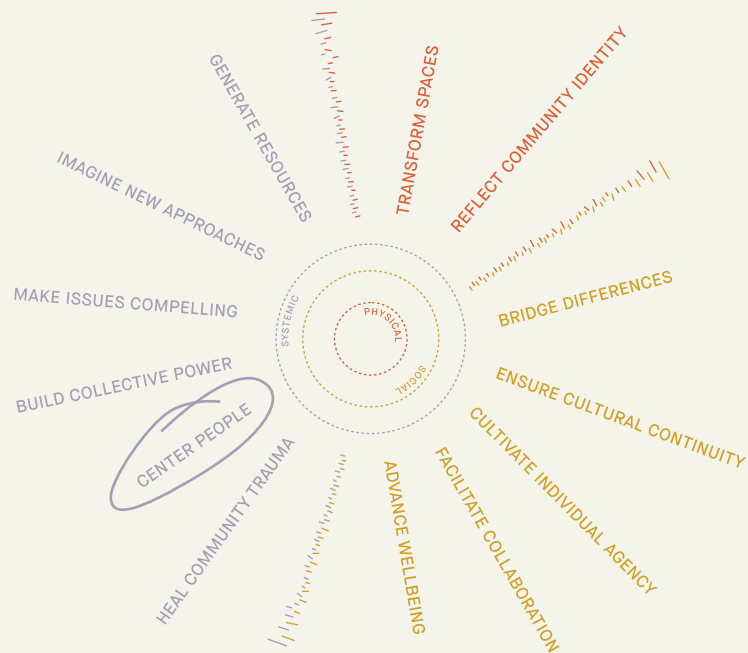 GENERATE RESOURCES
TRANSFORM SPACES
REFLECT COMMUNITY IDENTITY
IMAGINE NEW APPROACHES
BRIDGE DIFFERENCES
MAKE ISSUES COMPELLING
SYSTEMIC
PHYSICAL
SOCIAL
ENSURE CULTURAL CONTINUITY
BUILD COLLECTIVE POWER
CENTER PEOPLE
CULTIVATE INDIVIDUAL AGENCY
HEAL COMMUNITY TRAUMA
FACILITATE COLLABORATION
ADVANCE WELLBEING